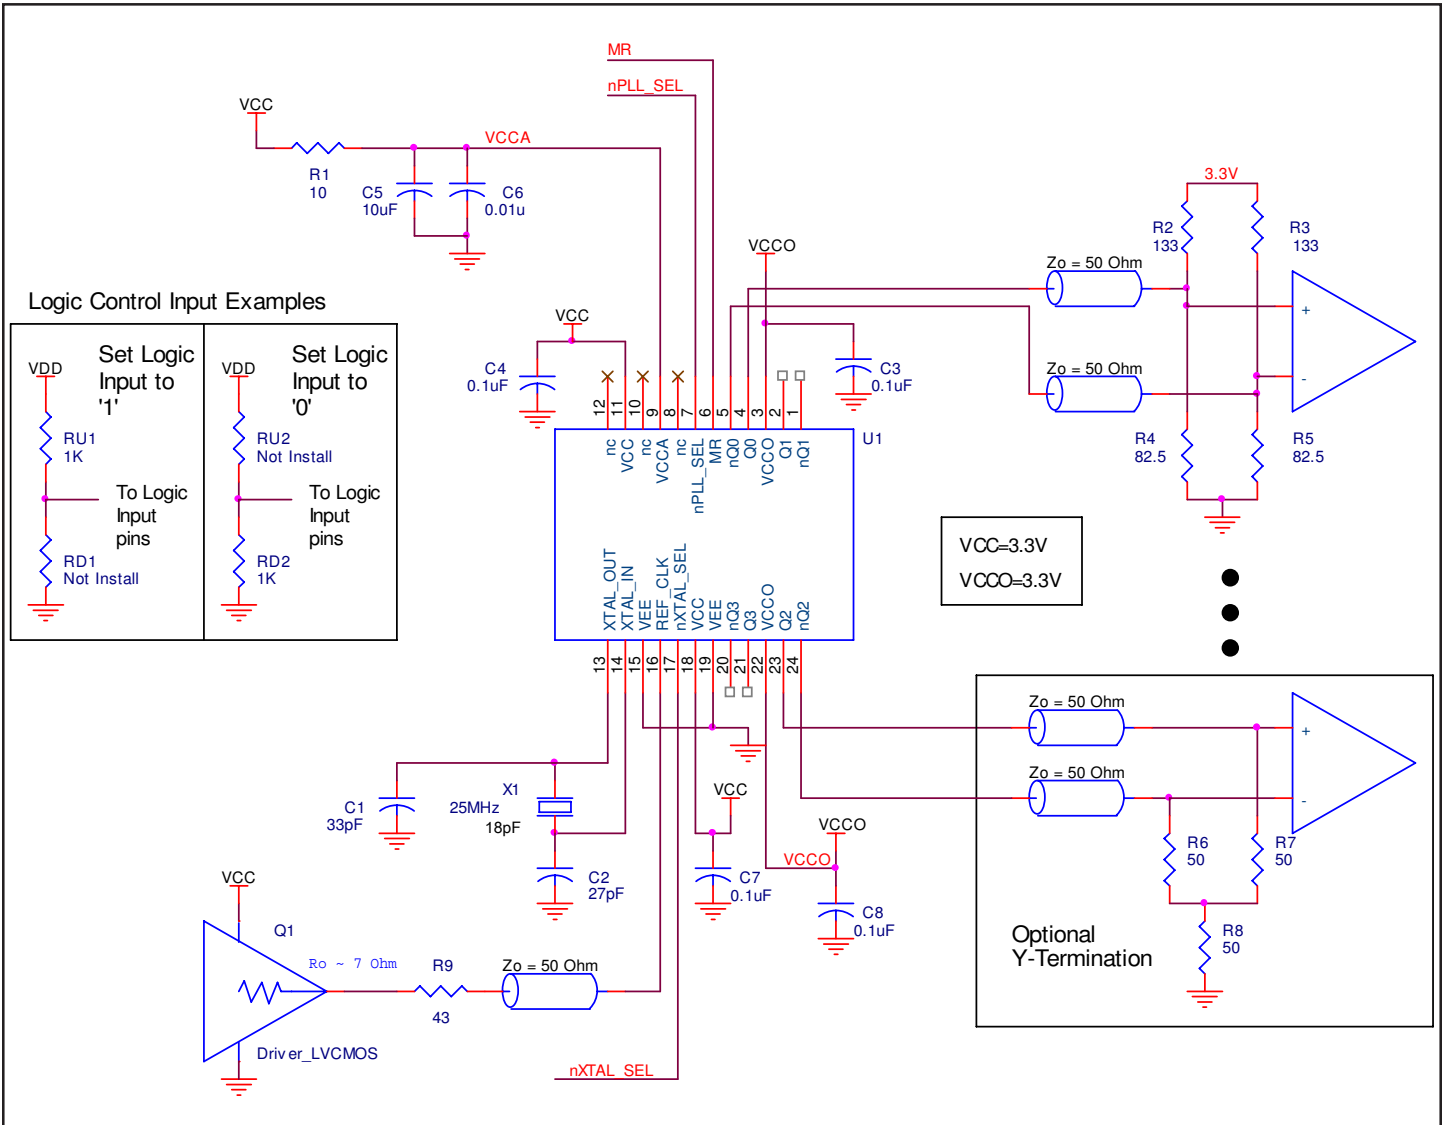 MR
nPLL_SEL
VCC
VCCA
R1
10
C5
10uF
C6
0.01u
3.3V
R2
133
R3
133
VCCO
Zo = 50 Ohm
+
-
Zo = 50 Ohm
Logic Control Input Examples
VCC
C4
0.1uF
C3
0.1uF
VDD
Set Logic
Input to
'1'
RU1
1K
To Logic
Input
pins
RD1
Not Install
VDD
Set Logic
Input to
'0'
RU2
Not Install
To Logic
Input
pins
RD2
1K
12
11
10
9
8
7
6
5
4
3
2
1
U1
nc
VCC
nc
VCCA
nc
nPLL_SEL
MR
nQ0
Q0
VCCO
Q1
nQ1
R4
82.5
R5
82.5
XTAL_OUT
XTAL_IN
VEE
REF_CLK
nXTAL_SEL
VCC
VEE
nQ3
Q3
VCCO
Q2
nQ2
13
14
15
16
17
18
19
20
21
22
23
24
VCC=3.3V
VCCO=3.3V
Zo = 50 Ohm
Zo = 50 Ohm
+
-
R6
50
R7
50
R8
50
Optional
Y-Termination
C1
33pF
X1
25MHz
18pF
C2
27pF
VCC
C7
0.1uF
VCCO
VCCO
C8
0.1uF
VCC
Q1
Ro ~ 7 Ohm
R9
43
Zo = 50 Ohm
Driver_LVCMOS
nXTAL_SEL